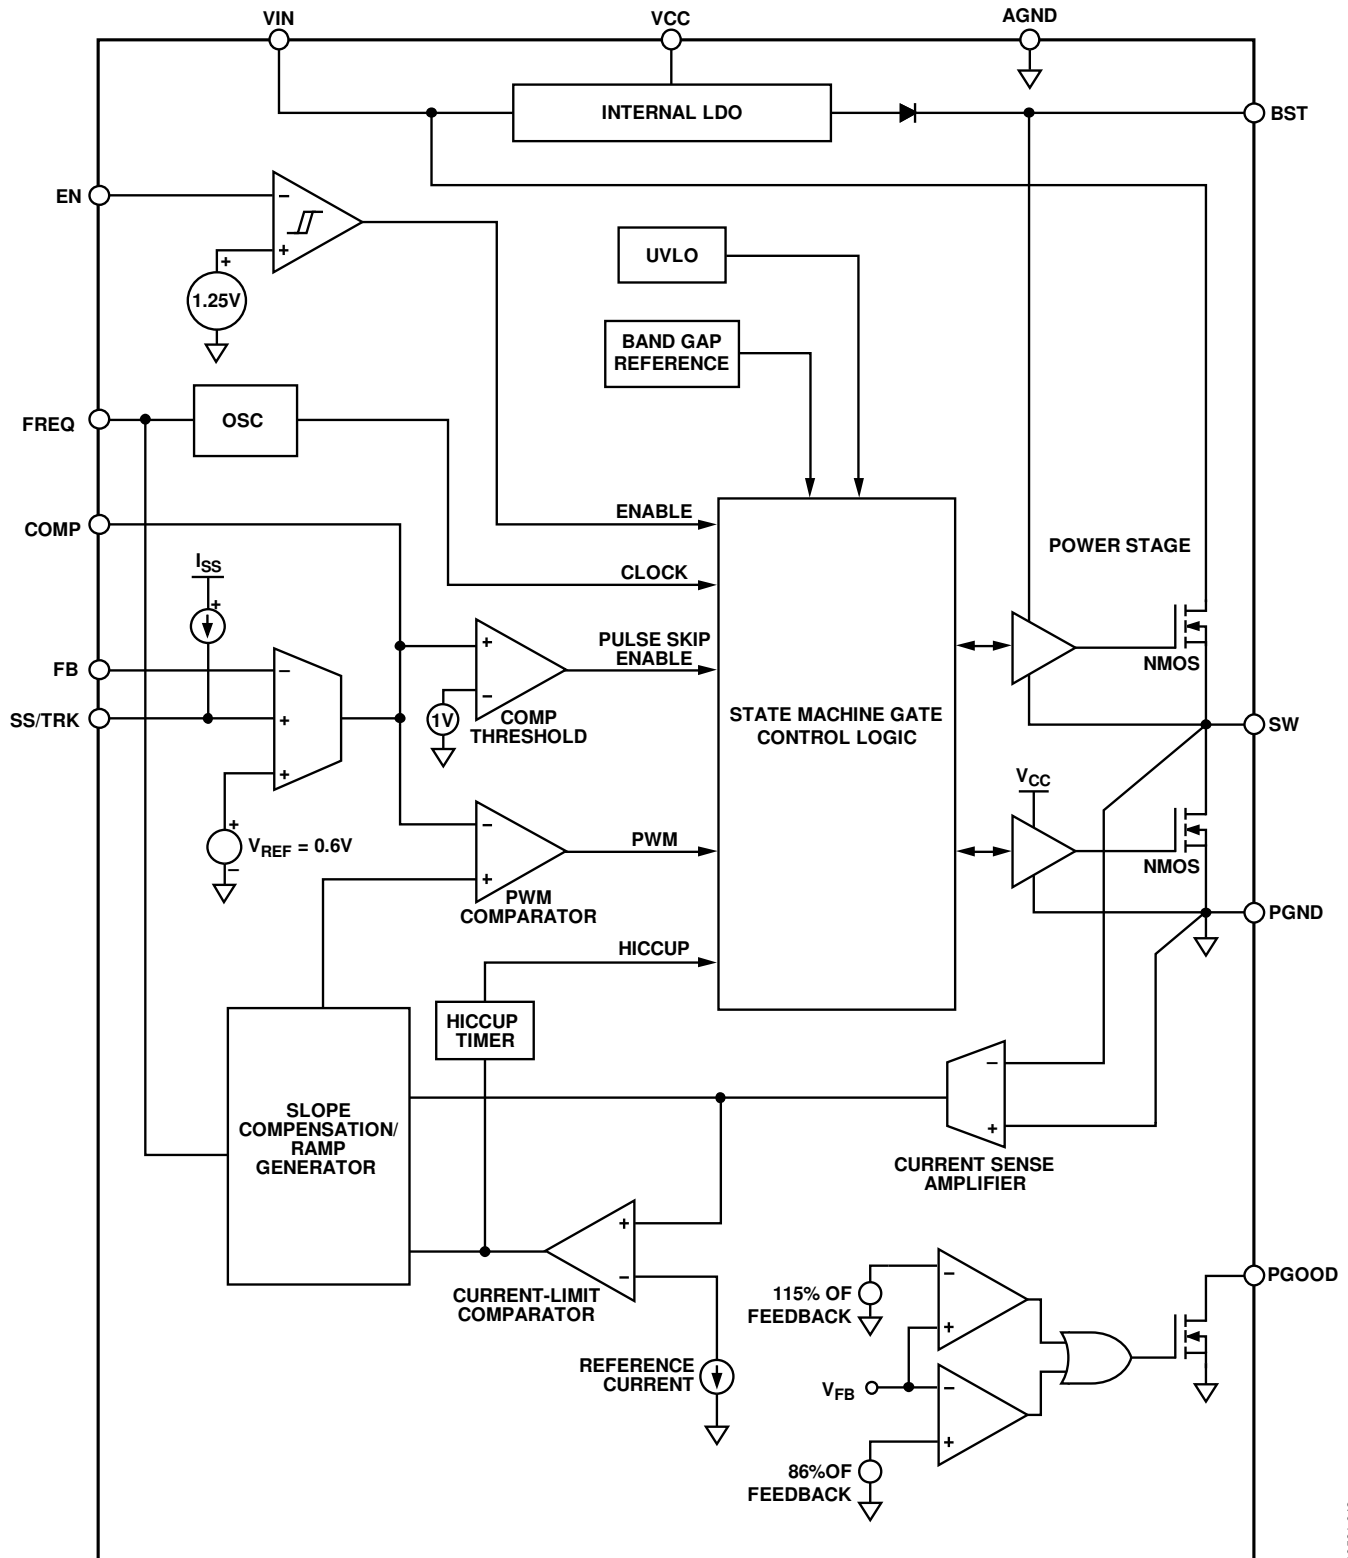 VIN
VCC
AGND
INTERNAL LDO
BST
EN
−
+
+
1.25V
UVLO
BAND GAP
REFERENCE
FREQ
OSC
COMP
ENABLE
CLOCK
POWER STAGE
ISS
+
PULSE SKIP
ENABLE
FB
SS/TRK
−
+
+
+
−
1V
COMP
THRESHOLD
STATE MACHINE GATE
CONTROL LOGIC
NMOS
SW
VCC
+
VREF = 0.6V
−
−
+
PWM
PWM
COMPARATOR
NMOS
PGND
HICCUP
HICCUP
TIMER
SLOPE
COMPENSATION/
RAMP
GENERATOR
−
+
CURRENT SENSE
AMPLIFIER
+
−
CURRENT-LIMIT
COMPARATOR
REFERENCE
CURRENT
115% OF
FEEDBACK
−
+
PGOOD
VFB
−
+
86%OF
FEEDBACK